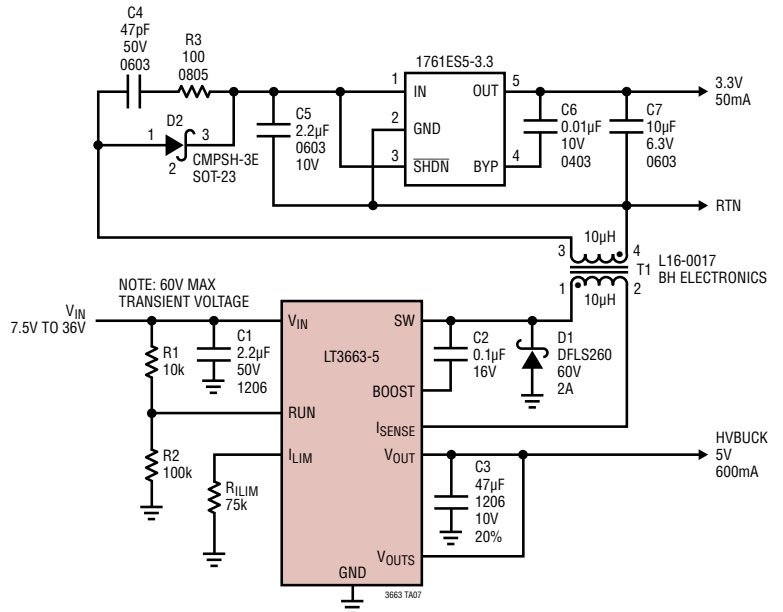 C4
47pF
50V
0603
R3
100
0805
D2
1
3
2
CMPSH-3E
SOT-23
C5
2.2µF
0603
10V
1761ES5-3.3
1
IN
OUT
5
2
GND
3
SHDN
BYP
4
C6
0.01µF
10V
0403
C7
10µF
6.3V
0603
3.3V
50mA
RTN
3
10µH
4
T1
L16-0017
BH ELECTRONICS
1
10µH
2
NOTE: 60V MAX
TRANSIENT VOLTAGE
VIN
7.5V TO 36V
R1
10k
C1
2.2µF
50V
1206
R2
100k
RILIM
75k
VIN
SW
LT3663-5
BOOST
RUN
ISENSE
ILIM
VOUT
VOUTS
GND
C2
0.1µF
16V
D1
DFLS260
60V
2A
C3
47µF
1206
10V
20%
HVBUCK
5V
600mA
3663 TA07